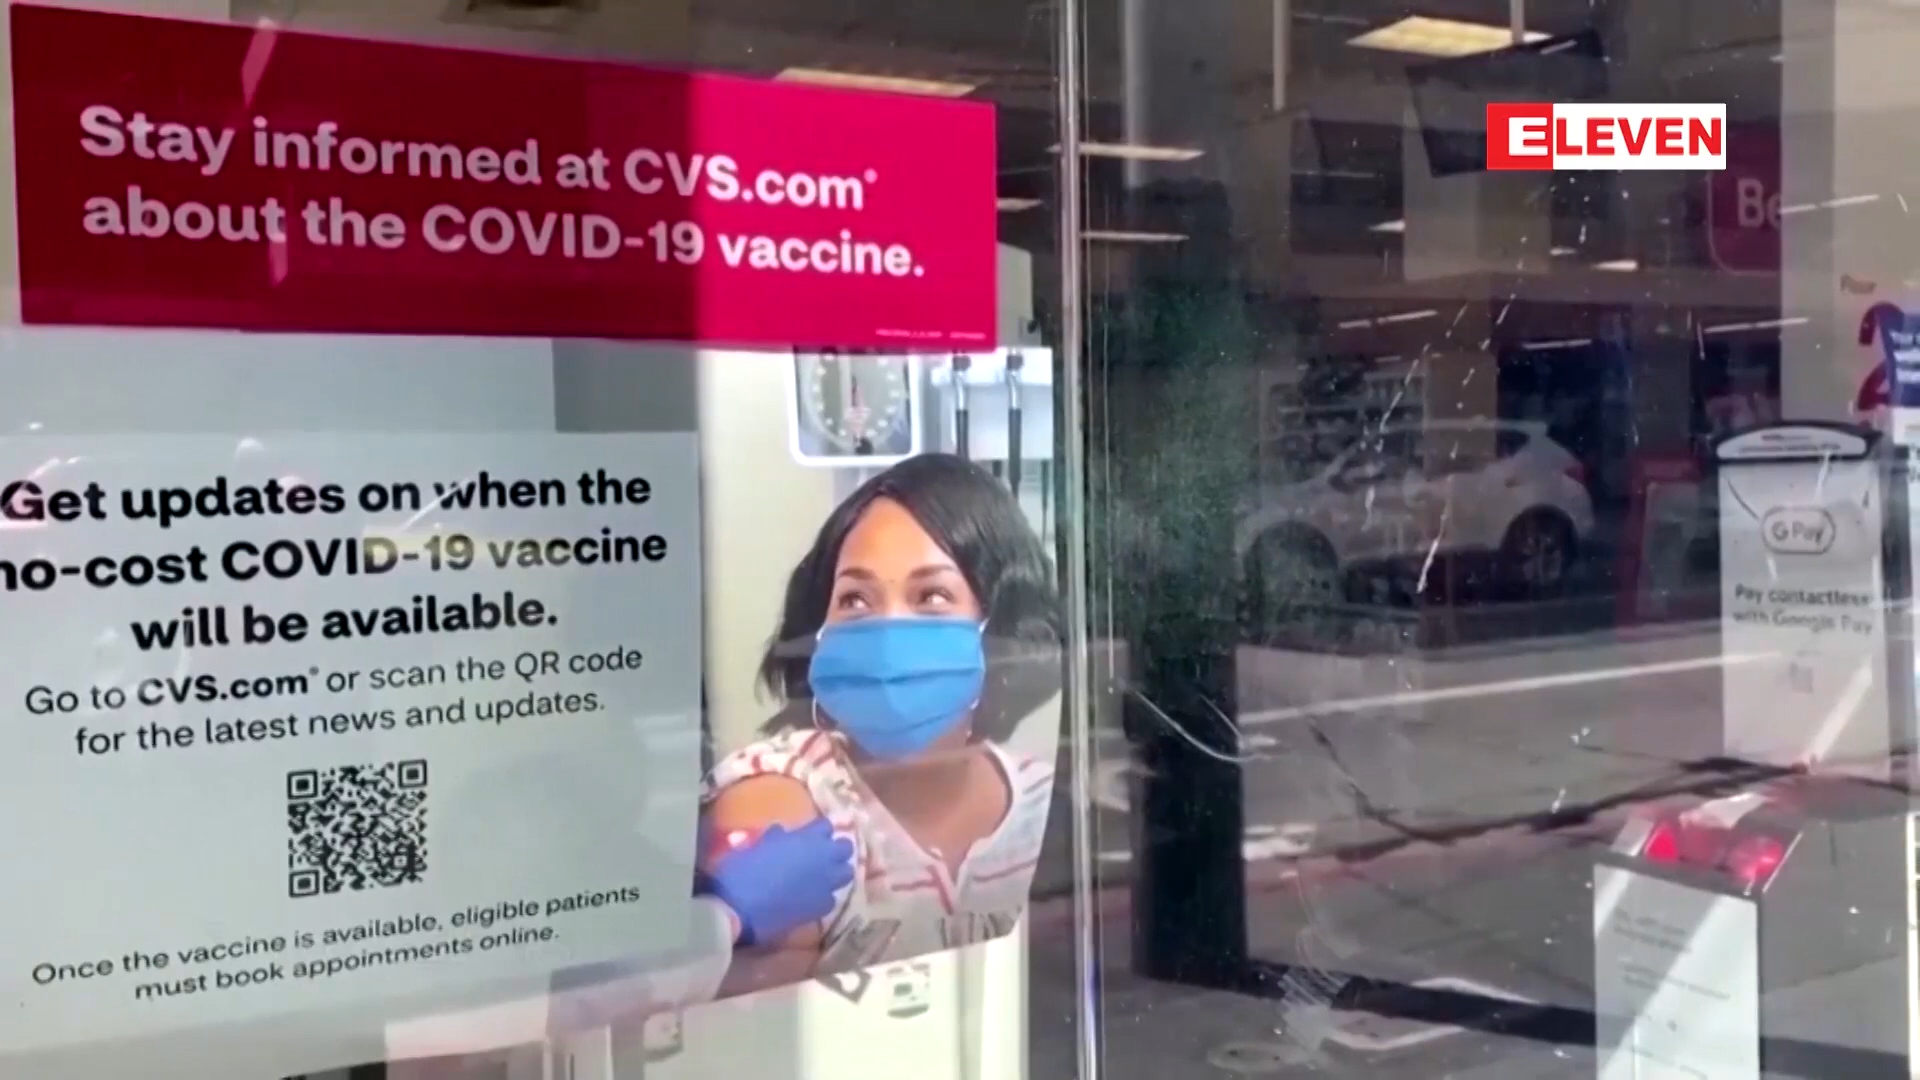 Stay informed at CVS.com®
about the COVID-19 vaccine.
ELEVEN
Be
Get updates on when the
no-cost COVID-19 vaccine
will be available.
Go to CVS.com® or scan the QR code
for the latest news and updates.
Once the vaccine is available, eligible patients
must book appointments online.
G Pay
Pay contactless
with Google Pay